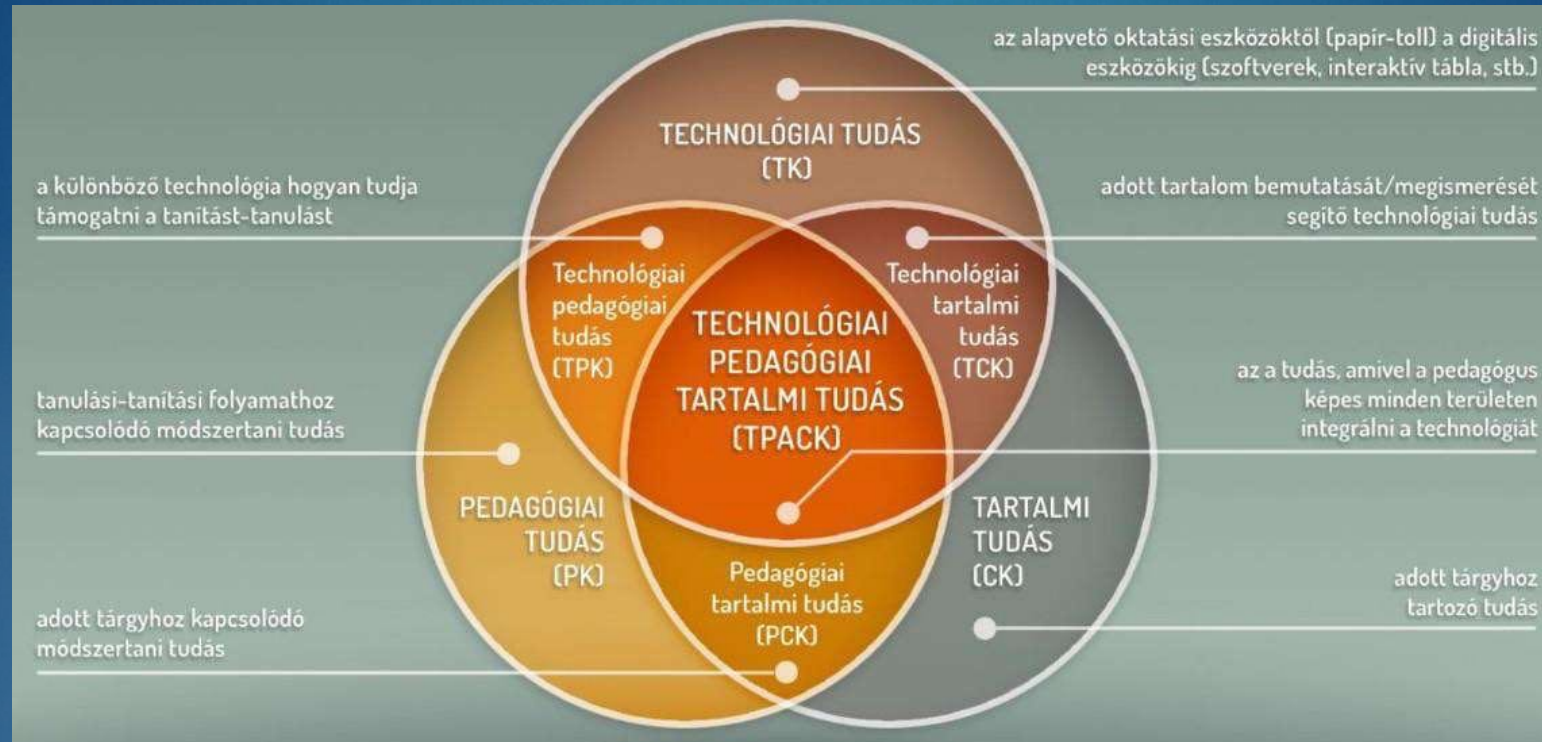 az alapvető oktatási eszközöktől (papír-toll) a digitális
eszközökig (szoftverek, interaktív tábla, stb.)
TECHNOLÓGIAI TUDÁS
(TK)
a különböző technológia hogyan tudja
támogatni a tanítást-tanulást
adott tartalom bemutatását/megismerését
segítő technológiai tudás
Technológiai
pedagógiai
tudás
(TPK)
TECHNOLÓGIAI
PEDAGÓGIAI
TARTALMI TUDÁS
(TPACK)
Technológiai
tartalmi
tudás
(TCK)
tanulási-tanítási folyamathoz
kapcsolódó módszertani tudás
az a tudás, amivel a pedagógus
képes minden területen
integrálni a technológiát
PEDAGÓGIAI
TUDÁS
(PK)
TARTALMI
TUDÁS
(CK)
Pedagógiai
tartalmi tudás
(PCK)
adott tárgyhoz
tartozó tudás
adott tárgyhoz kapcsolódó
módszertani tudás